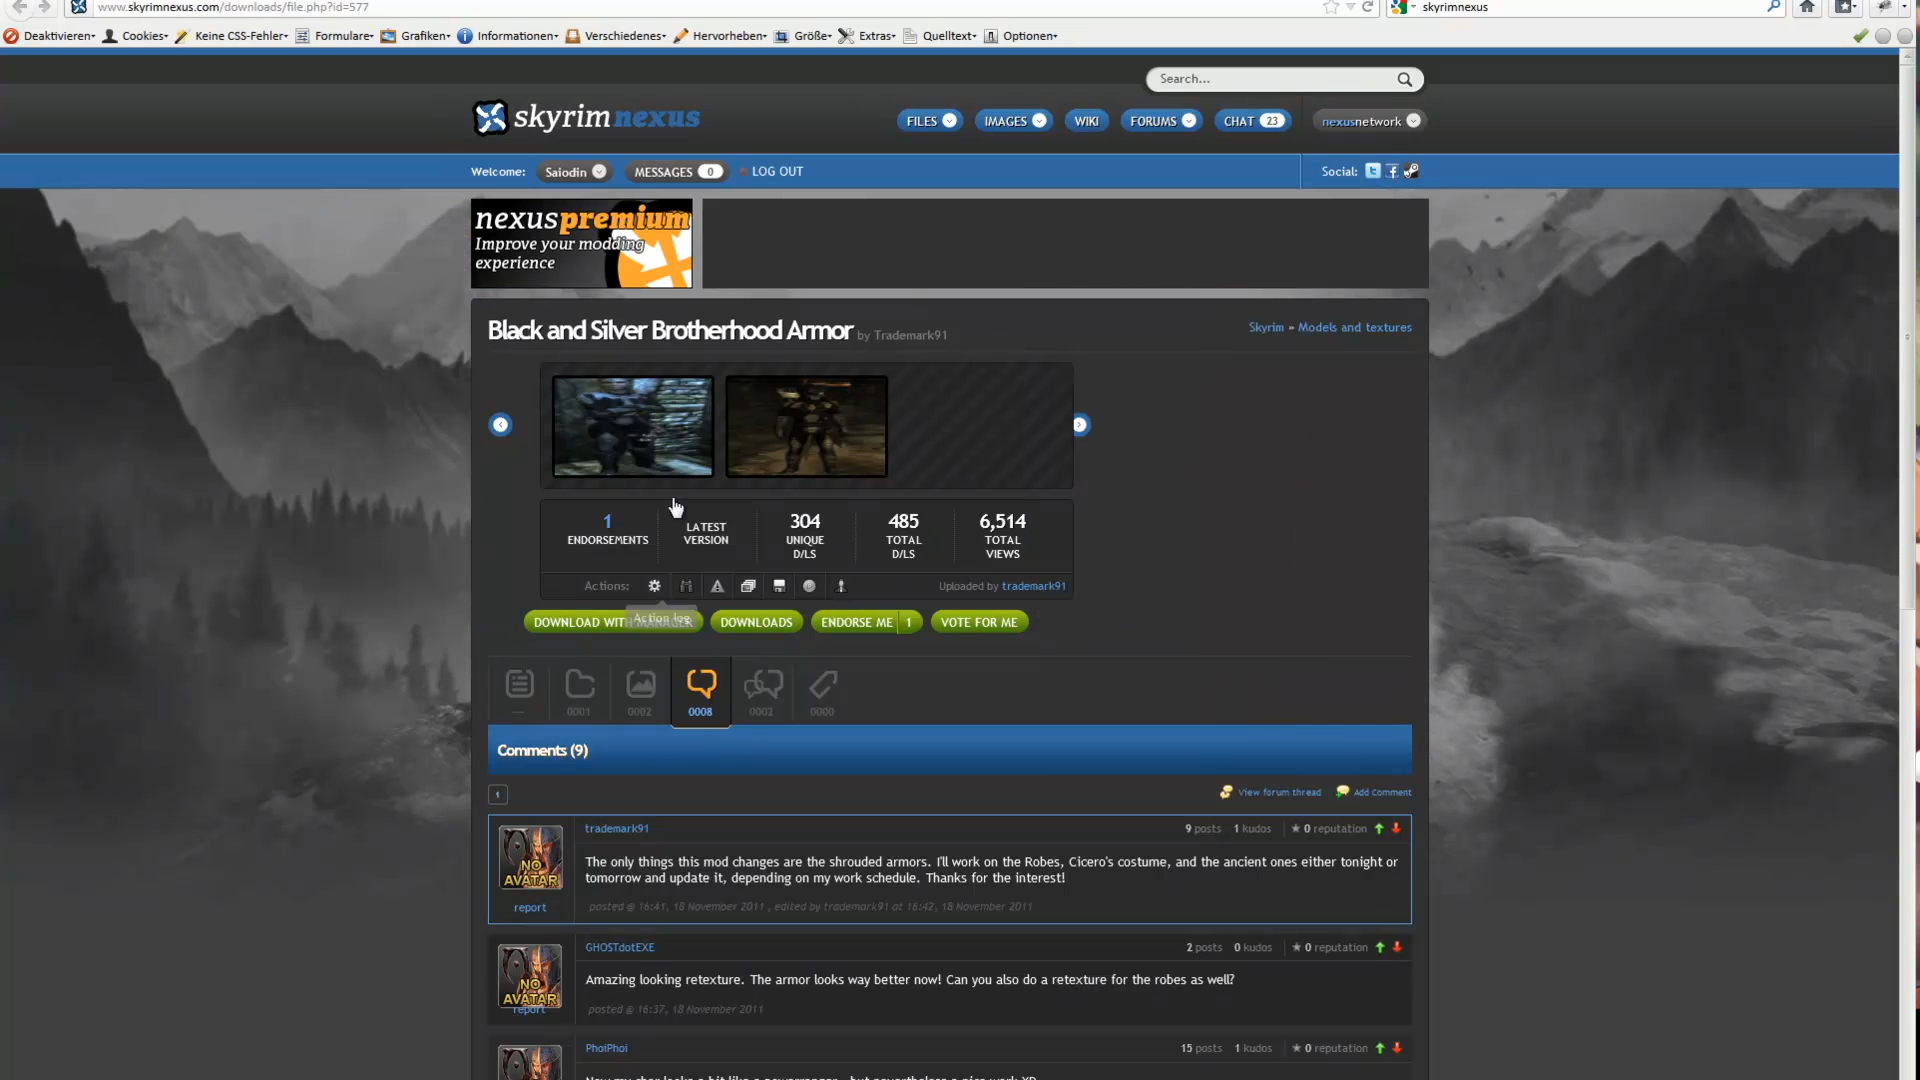 www.skyrimnexus.com/downloads/file.php?id=577
skyrimnexus
Deaktivieren
Cookies
Keine CSS-Fehler
Formulare
Grafiken
Informationen
Verschiedenes
Hervorheben
Größe
Extras
Quelltext
Optionen
Search...
skyrimnexus
FILES
IMAGES
WIKI
FORUMS
CHAT 23
nexusnetwork
Welcome: Saiodin MESSAGES 0 LOG OUT
Social:
nexuspremium
Improve your modding
experience
Black and Silver Brotherhood Armor by Trademark91
Skyrim » Models and textures
1
ENDORSEMENTS
LATEST
VERSION
304
UNIQUE
D/LS
485
TOTAL
D/LS
6,514
TOTAL
VIEWS
Actions:
Uploaded by trademark91
DOWNLOAD WITH MANAGER
Action log
DOWNLOADS
ENDORSE ME 1
VOTE FOR ME
0001
0002
0008
0002
0000
Comments (9)
1
View forum thread
Add Comment
trademark91
9 posts 1 kudos ★ 0 reputation
NO
AVATAR
report
The only things this mod changes are the shrouded armors. I'll work on the Robes, Cicero's costume, and the ancient ones either tonight or
tomorrow and update it, depending on my work schedule. Thanks for the interest!
posted @ 16:41, 18 November 2011 , edited by trademark91 at 16:42, 18 November 2011
GHOSTdotEXE
2 posts 0 kudos ★ 0 reputation
NO
AVATAR
report
Amazing looking retexture. The armor looks way better now! Can you also do a retexture for the robes as well?
posted @ 16:37, 18 November 2011
PhoiPhoi
15 posts 1 kudos ★ 0 reputation